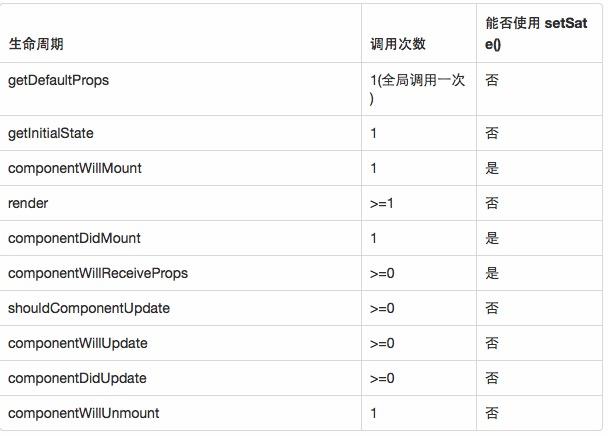 生命周期 调用次数 能否使用 setSat
e()
getDefaultProps 1(全局调用一次 否
)
getInitialState 1 否
componentWillMount 1 是
render >=1 否
componentDidMount 1 是
componentWillReceiveProps >=0 是
shouldComponentUpdate >=0 否
componentWillUpdate >=0 否
componentDidUpdate >=0 否
componentWillUnmount 1 否